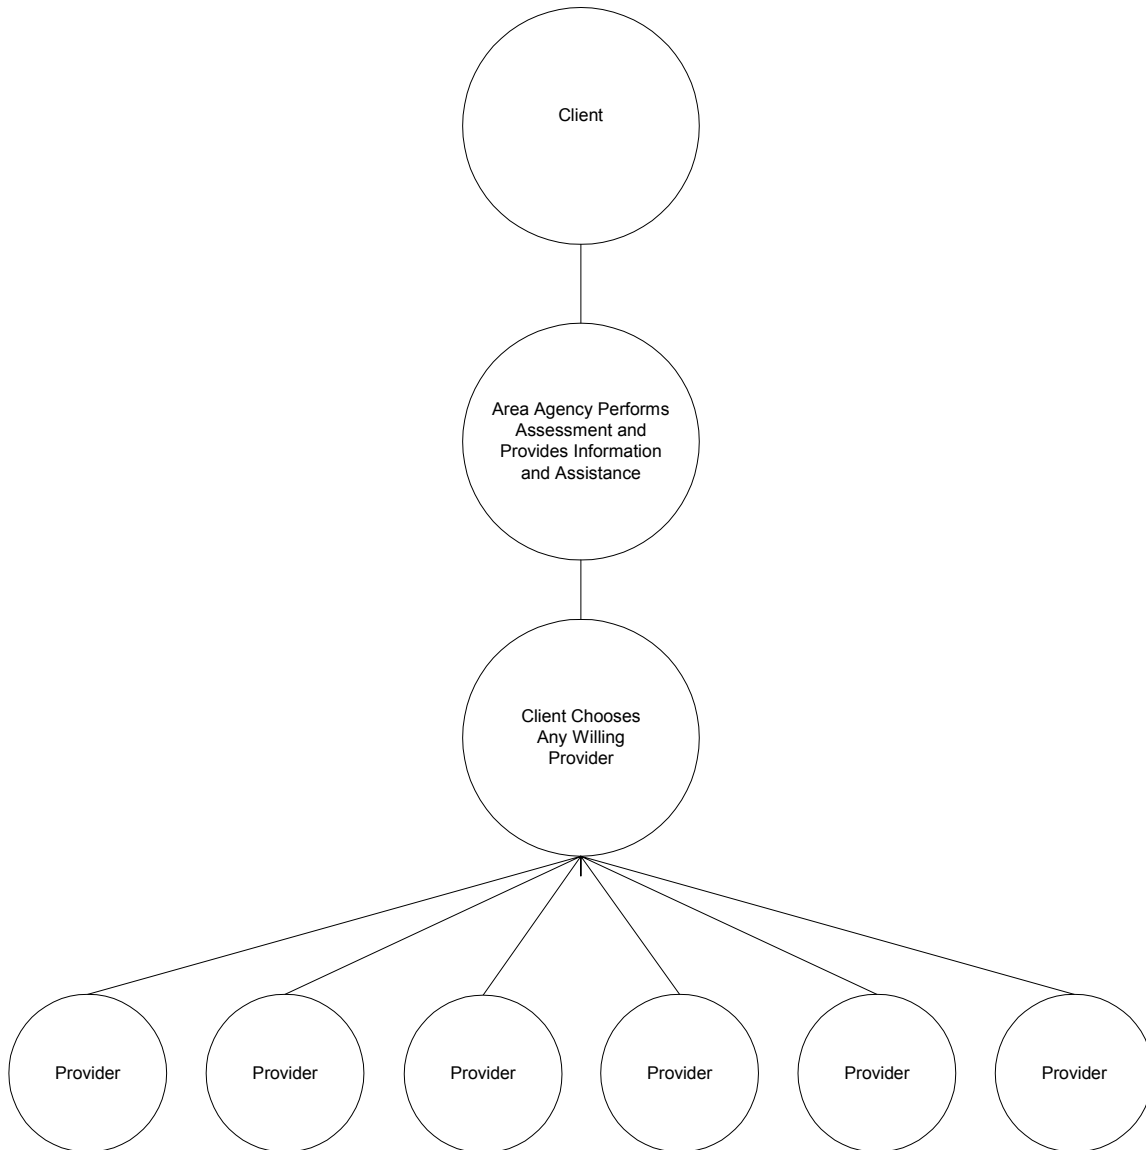 Client
Area Agency Performs
Assessment and
Provides Information
and Assistance
Client Chooses
Any Willing
Provider
Provider
Provider
Provider
Provider
Provider
Provider